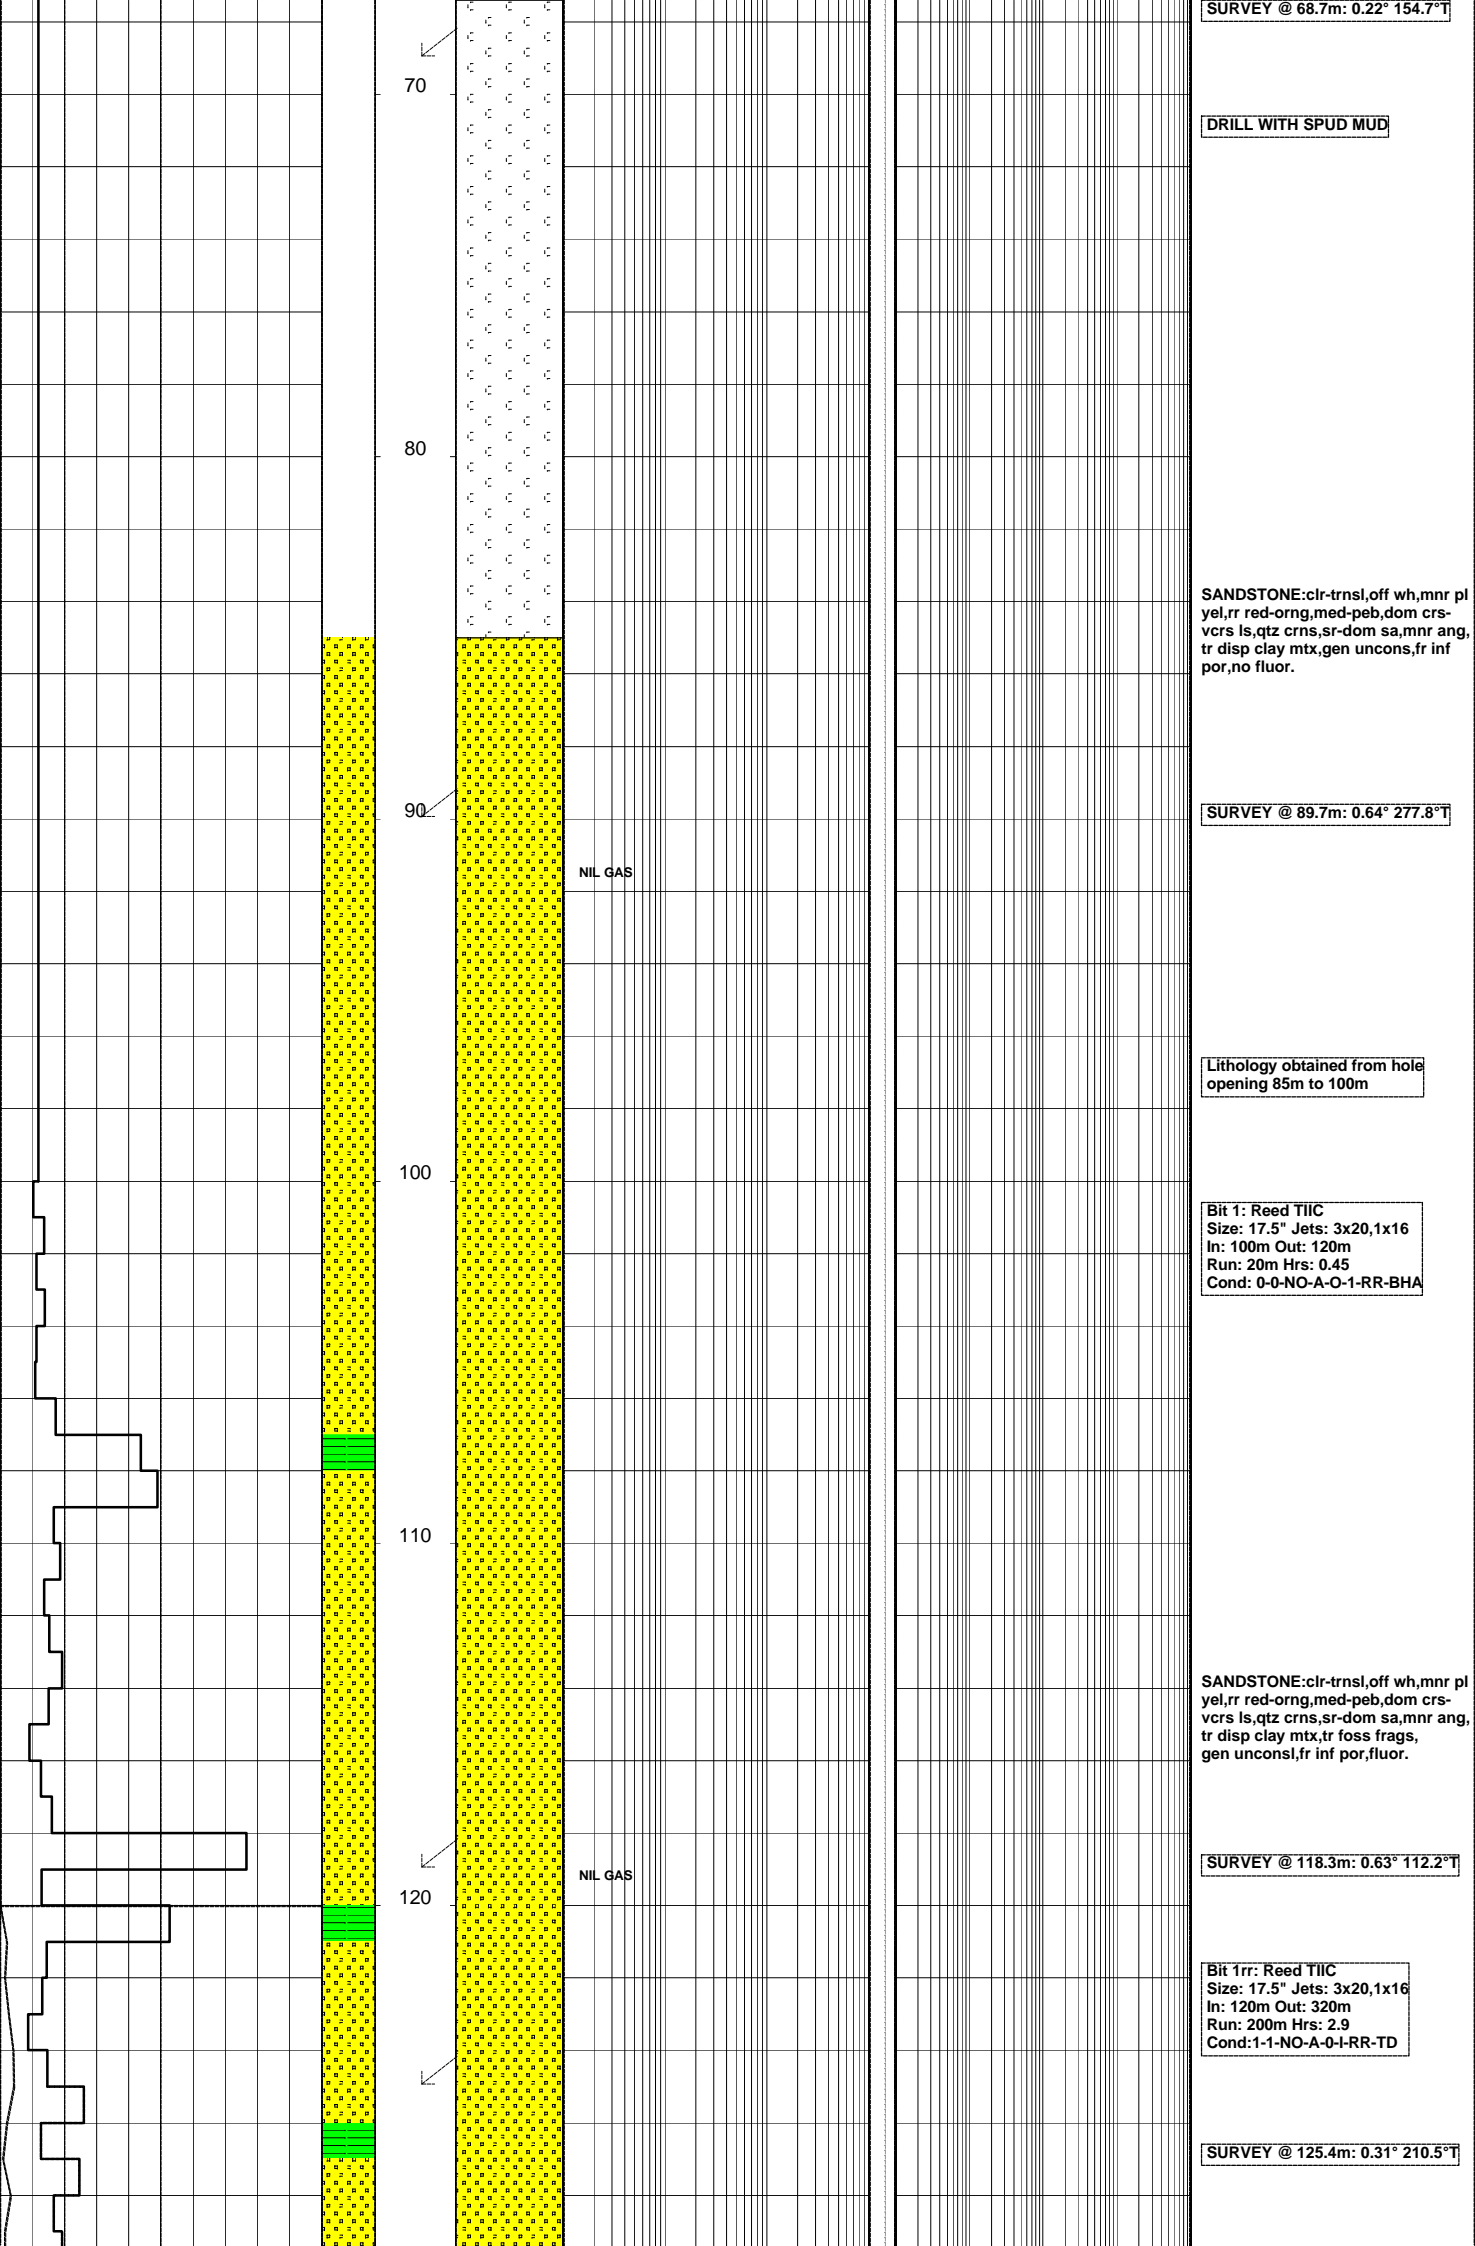 SURVEY @ 68.7m: 0.22° 154.7°T
70
DRILL WITH SPUD MUD
80
SANDSTONE:clr-trnsl,off wh,mnr pl
yel,rr red-orng,med-peb,dom crs-
vcrs ls,qtz crns,sr-dom sa,mnr ang,
tr disp clay mtx,gen uncons,fr inf
por,no fluor.
90
SURVEY @ 89.7m: 0.64° 277.8°T
NIL GAS
Lithology obtained from hole
opening 85m to 100m
100
Bit 1: Reed TIIC
Size: 17.5" Jets: 3x20,1x16
In: 100m Out: 120m
Run: 20m Hrs: 0.45
Cond: 0-0-NO-A-O-1-RR-BHA
110
SANDSTONE:clr-trnsl,off wh,mnr pl
yel,rr red-orng,med-peb,dom crs-
vcrs ls,qtz crns,sr-dom sa,mnr ang,
tr disp clay mtx,tr foss frags,
gen unconsl,fr inf por,fluor.
SURVEY @ 118.3m: 0.63° 112.2°T
NIL GAS
120
Bit 1rr: Reed TIIC
Size: 17.5" Jets: 3x20,1x16
In: 120m Out: 320m
Run: 200m Hrs: 2.9
Cond:1-1-NO-A-0-I-RR-TD
SURVEY @ 125.4m: 0.31° 210.5°T